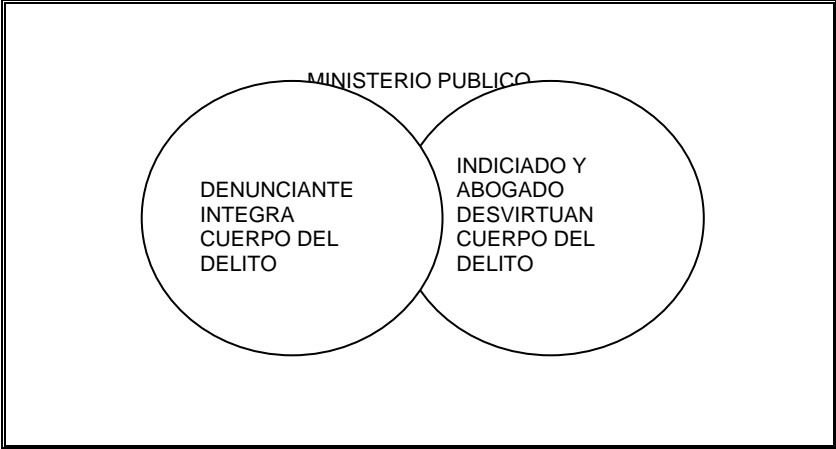 MINISTERIO PUBLICO
DENUNCIANTE
INTEGRA
CUERPO DEL
DELITO
INDICIADO Y
ABOGADO
DESVIRTUAN
CUERPO DEL
DELITO